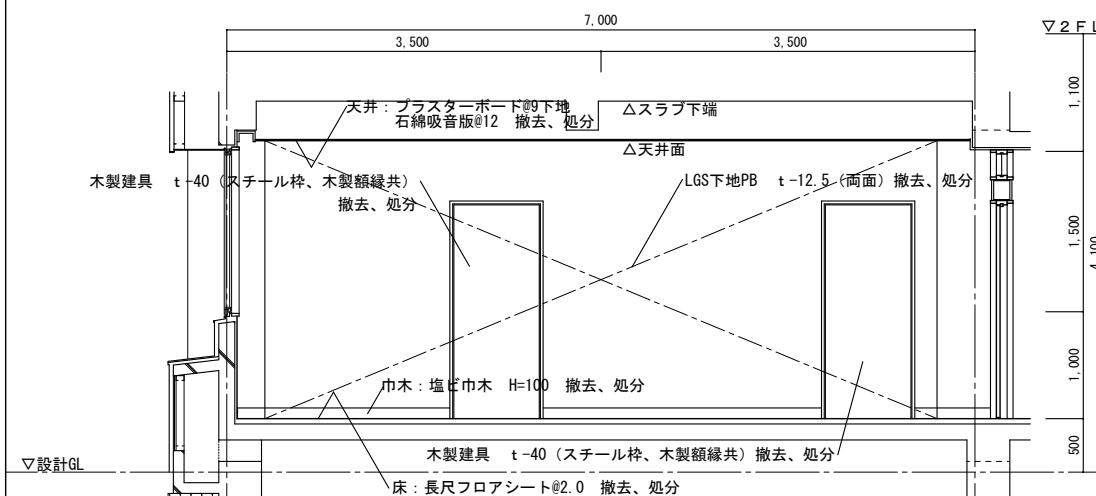 7,000
▽２ＦＬ
3,500
3,500
1,100
天井：プラスターボード@9下地
石綿吸音版@12　撤去、処分
△スラブ下端
△天井面
木製建具　ｔ-40（スチール枠、木製額縁共）
撤去、処分
LGS下地PB　ｔ-12.5（両面）撤去、処分
1,500
4,100
1,000
巾木：塩ビ巾木　H=100　撤去、処分
500
木製建具　ｔ-40（スチール枠、木製額縁共）撤去、処分
▽設計GL
床：長尺フロアシート@2.0　撤去、処分